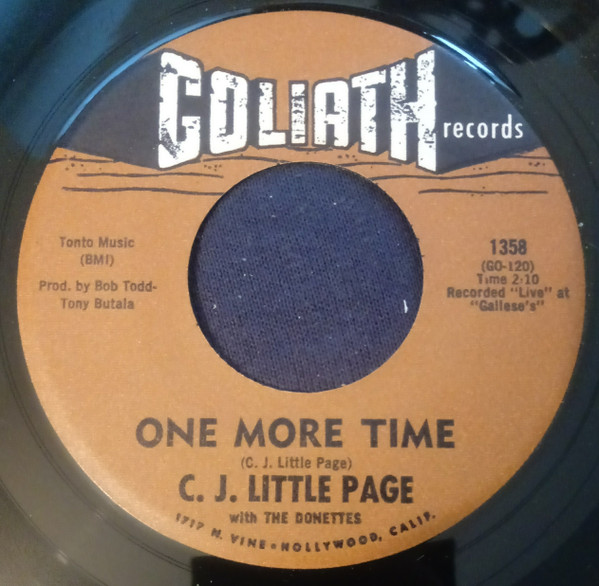 GOLIATH records
Tonto Music
(BMI)
Prod. by Bob Todd-
Tony Butala
1358
(GO-120)
Time 2:10
Recorded "Live" at
"Gallese's"
ONE MORE TIME
(C. J. Little Page)
C. J. LITTLE PAGE
with THE DONETTES
1717 N. VINE • HOLLYWOOD, CALIF.